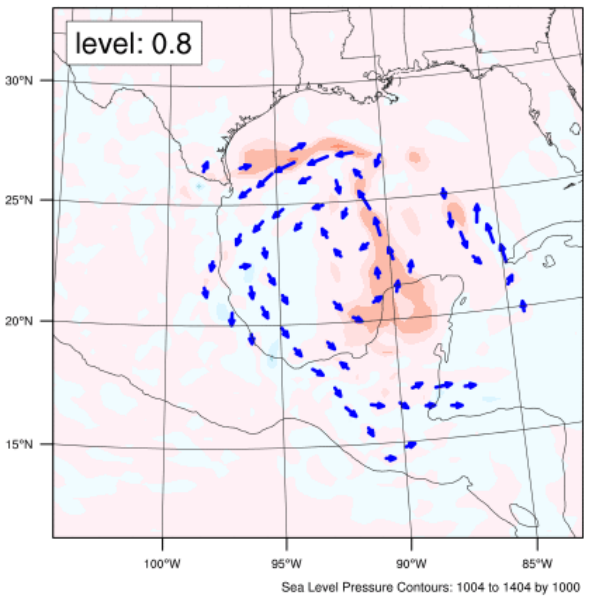 level: 0.8
30°N
25°N
20°N
15°N
100°W 95°W 90°W 85°W
Sea Level Pressure Contours: 1004 to 1404 by 1000